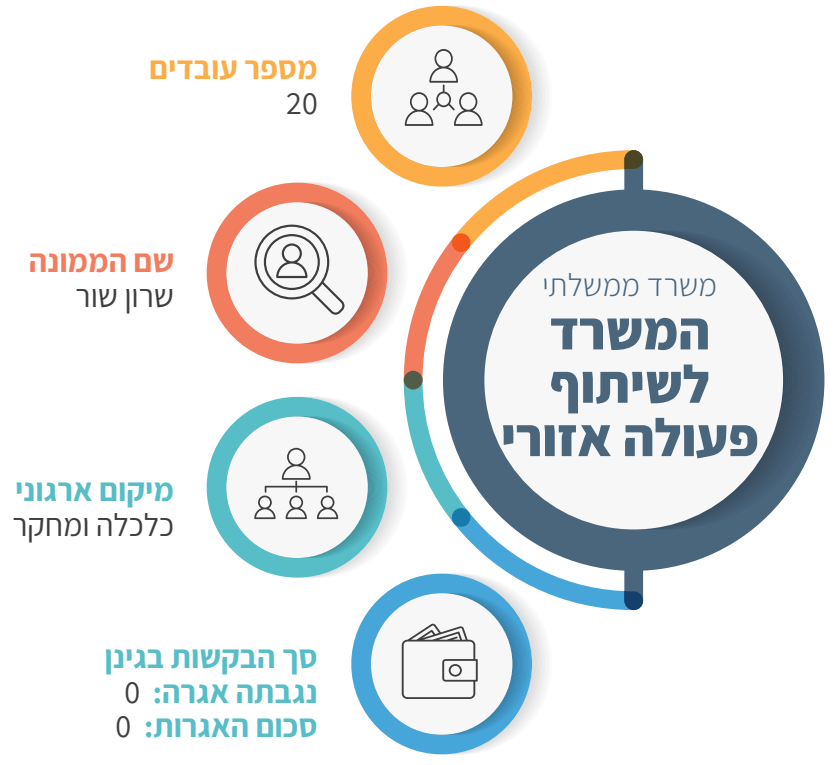 משרד ממשלתי
המשרד
לשיתוף
פעולה אזורי
מספר עובדים
20
שם הממונה
שרון שור
מיקום ארגוני
כלכלה ומחקר
סך הבקשות בגינן
נגבתה אגרה: 0
סכום האגרות: 0